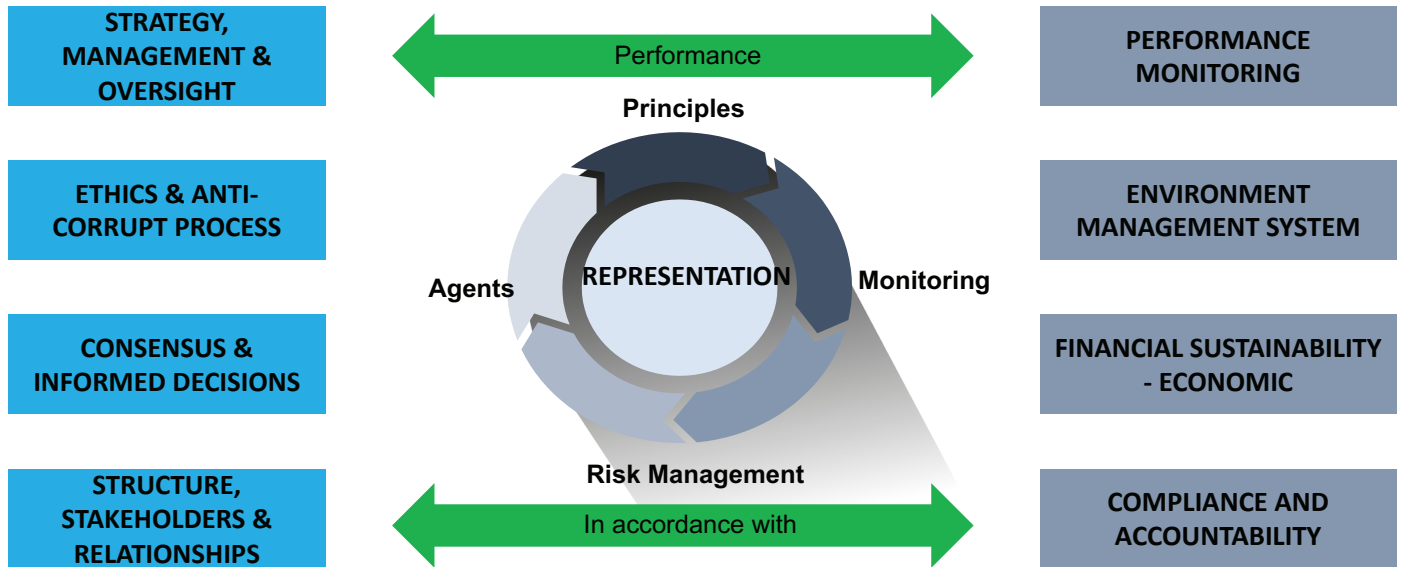 STRATEGY,
MANAGEMENT &
OVERSIGHT
ETHICS & ANTI-
CORRUPT PROCESS
CONSENSUS &
INFORMED DECISIONS
STRUCTURE,
STAKEHOLDERS &
RELATIONSHIPS
Performance
Principles
REPRESENTATION
Agents
Monitoring
Risk Management
In accordance with
PERFORMANCE
MONITORING
ENVIRONMENT
MANAGEMENT SYSTEM
FINANCIAL SUSTAINABILITY
- ECONOMIC
COMPLIANCE AND
ACCOUNTABILITY